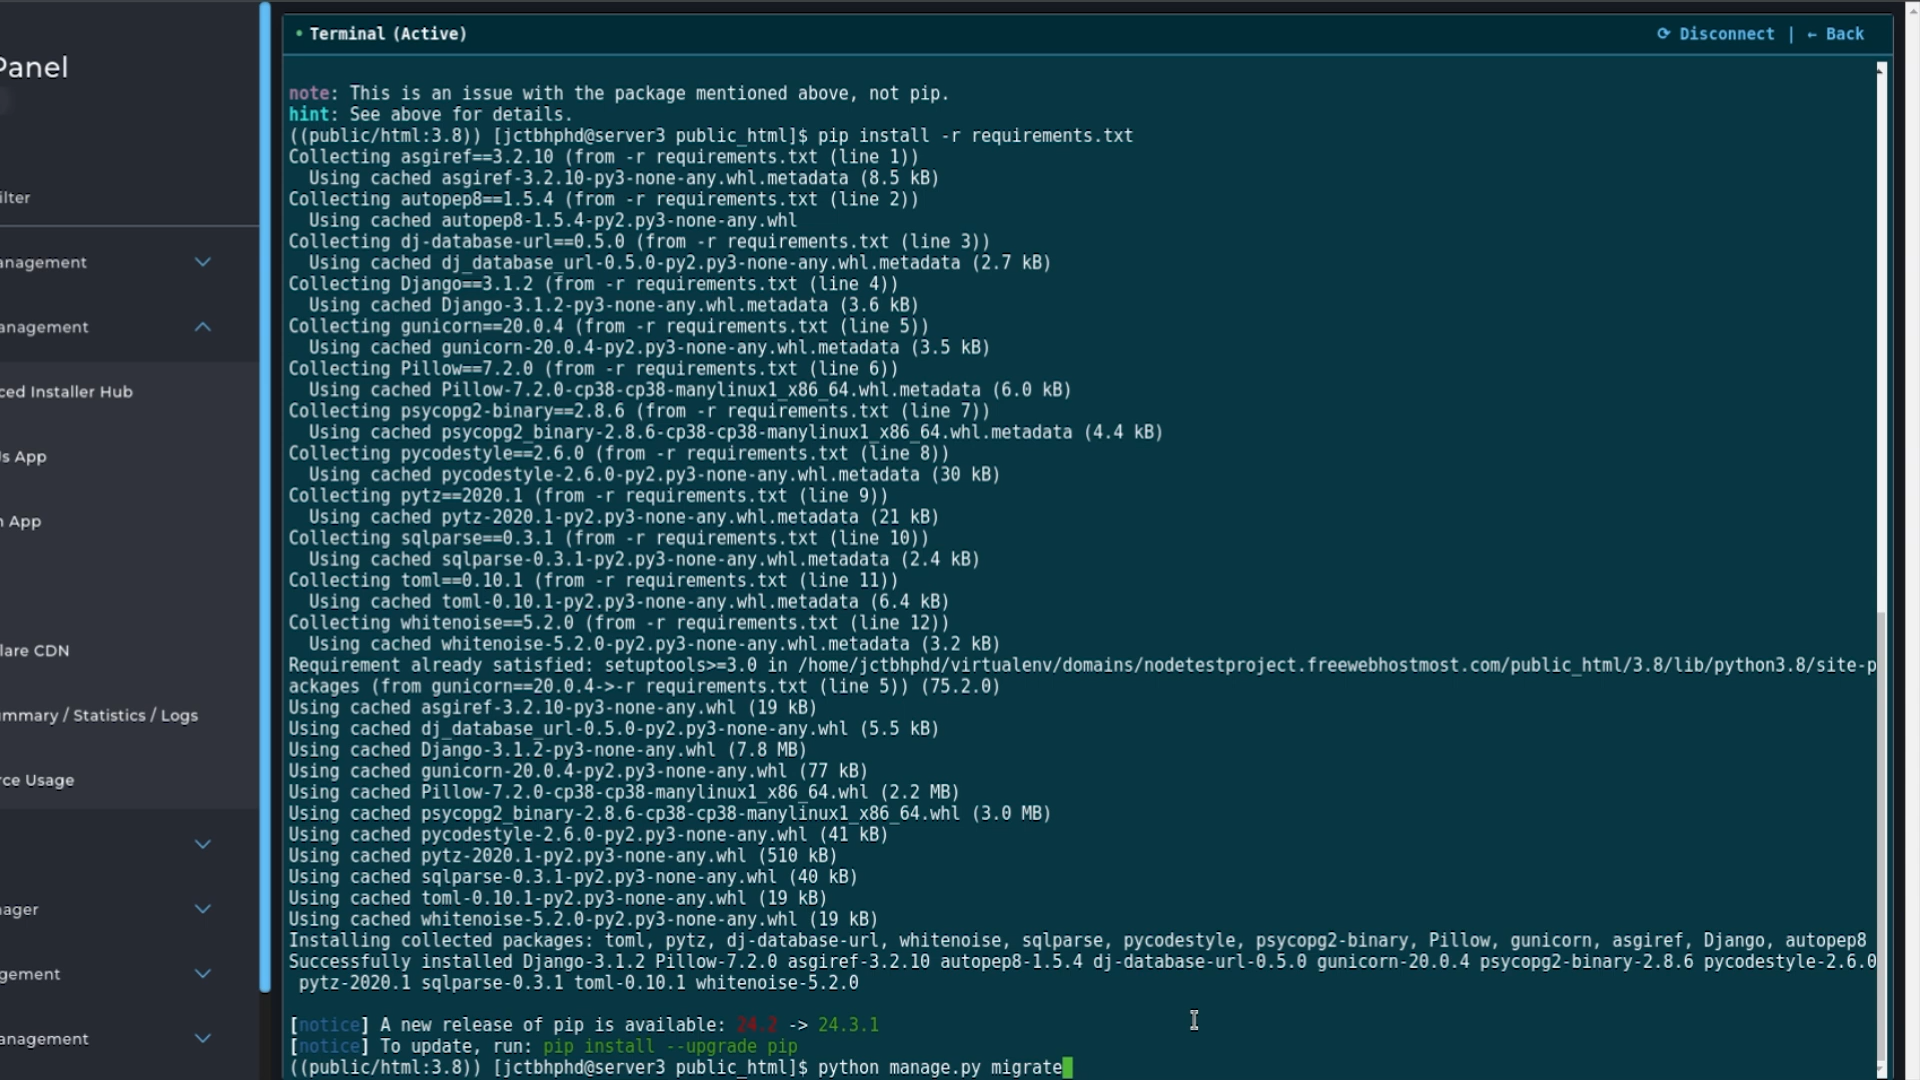 Panel
ilter
anagement
anagement
ced Installer Hub
s App
n App
lare CDN
ummary / Statistics / Logs
rce Usage
nager
gement
anagement
• Terminal (Active)
⟳ Disconnect | ← Back
note: This is an issue with the package mentioned above, not pip.
hint: See above for details.
((public/html:3.8)) [jctbhphd@server3 public_html]$ pip install -r requirements.txt
Collecting asgiref==3.2.10 (from -r requirements.txt (line 1))
Using cached asgiref-3.2.10-py3-none-any.whl.metadata (8.5 kB)
Collecting autopep8==1.5.4 (from -r requirements.txt (line 2))
Using cached autopep8-1.5.4-py2.py3-none-any.whl
Collecting dj-database-url==0.5.0 (from -r requirements.txt (line 3))
Using cached dj_database_url-0.5.0-py2.py3-none-any.whl.metadata (2.7 kB)
Collecting Django==3.1.2 (from -r requirements.txt (line 4))
Using cached Django-3.1.2-py3-none-any.whl.metadata (3.6 kB)
Collecting gunicorn==20.0.4 (from -r requirements.txt (line 5))
Using cached gunicorn-20.0.4-py2.py3-none-any.whl.metadata (3.5 kB)
Collecting Pillow==7.2.0 (from -r requirements.txt (line 6))
Using cached Pillow-7.2.0-cp38-cp38-manylinux1_x86_64.whl.metadata (6.0 kB)
Collecting psycopg2-binary==2.8.6 (from -r requirements.txt (line 7))
Using cached psycopg2_binary-2.8.6-cp38-cp38-manylinux1_x86_64.whl.metadata (4.4 kB)
Collecting pycodestyle==2.6.0 (from -r requirements.txt (line 8))
Using cached pycodestyle-2.6.0-py2.py3-none-any.whl.metadata (30 kB)
Collecting pytz==2020.1 (from -r requirements.txt (line 9))
Using cached pytz-2020.1-py2.py3-none-any.whl.metadata (21 kB)
Collecting sqlparse==0.3.1 (from -r requirements.txt (line 10))
Using cached sqlparse-0.3.1-py2.py3-none-any.whl.metadata (2.4 kB)
Collecting toml==0.10.1 (from -r requirements.txt (line 11))
Using cached toml-0.10.1-py2.py3-none-any.whl.metadata (6.4 kB)
Collecting whitenoise==5.2.0 (from -r requirements.txt (line 12))
Using cached whitenoise-5.2.0-py2.py3-none-any.whl.metadata (3.2 kB)
Requirement already satisfied: setuptools>=3.0 in /home/jctbhphd/virtualenv/domains/nodetestproject.freewebhostmost.com/public_html/3.8/lib/python3.8/site-p
ackages (from gunicorn==20.0.4->-r requirements.txt (line 5)) (75.2.0)
Using cached asgiref-3.2.10-py3-none-any.whl (19 kB)
Using cached dj_database_url-0.5.0-py2.py3-none-any.whl (5.5 kB)
Using cached Django-3.1.2-py3-none-any.whl (7.8 MB)
Using cached gunicorn-20.0.4-py2.py3-none-any.whl (77 kB)
Using cached Pillow-7.2.0-cp38-cp38-manylinux1_x86_64.whl (2.2 MB)
Using cached psycopg2_binary-2.8.6-cp38-cp38-manylinux1_x86_64.whl (3.0 MB)
Using cached pycodestyle-2.6.0-py2.py3-none-any.whl (41 kB)
Using cached pytz-2020.1-py2.py3-none-any.whl (510 kB)
Using cached sqlparse-0.3.1-py2.py3-none-any.whl (40 kB)
Using cached toml-0.10.1-py2.py3-none-any.whl (19 kB)
Using cached whitenoise-5.2.0-py2.py3-none-any.whl (19 kB)
Installing collected packages: toml, pytz, dj-database-url, whitenoise, sqlparse, pycodestyle, psycopg2-binary, Pillow, gunicorn, asgiref, Django, autopep8
Successfully installed Django-3.1.2 Pillow-7.2.0 asgiref-3.2.10 autopep8-1.5.4 dj-database-url-0.5.0 gunicorn-20.0.4 psycopg2-binary-2.8.6 pycodestyle-2.6.0
pytz-2020.1 sqlparse-0.3.1 toml-0.10.1 whitenoise-5.2.0
[notice] A new release of pip is available: 24.2 -> 24.3.1
[notice] To update, run: pip install --upgrade pip
((public/html:3.8)) [jctbhphd@server3 public_html]$ python manage.py migrate